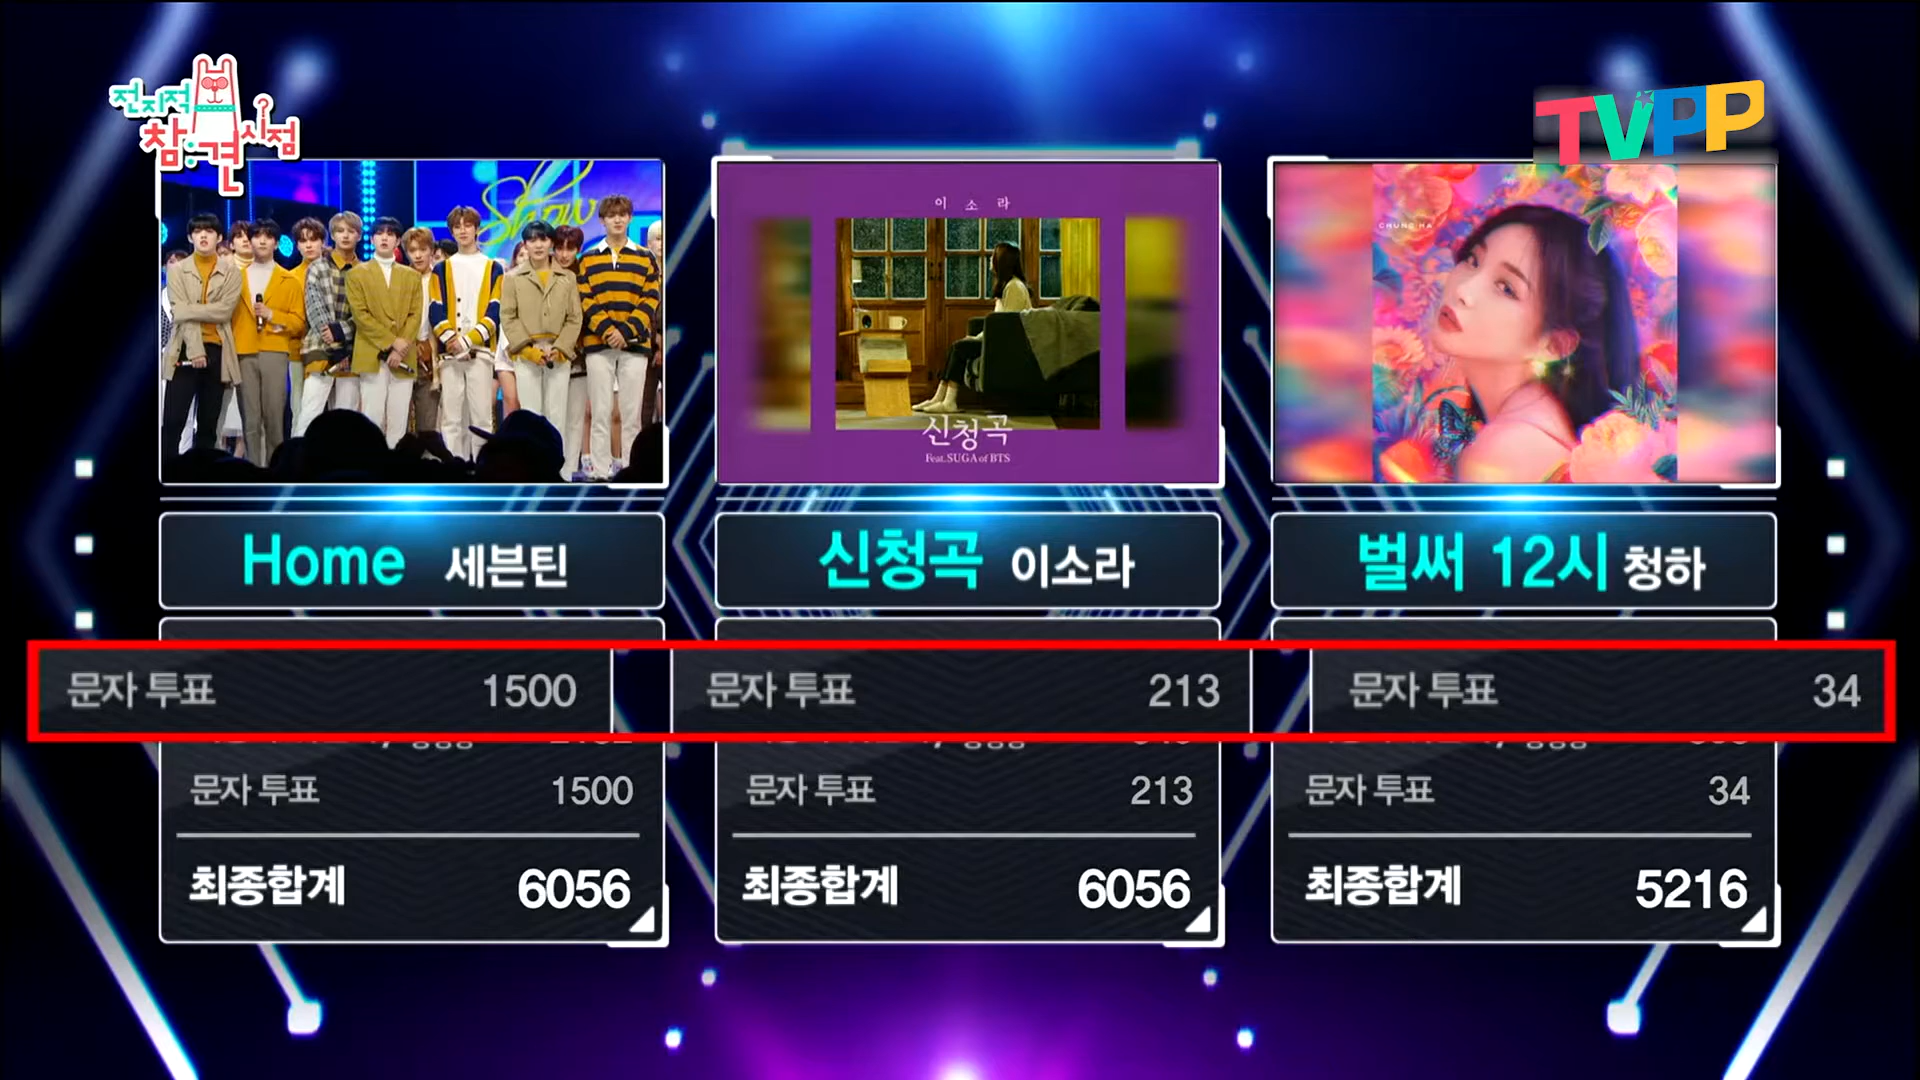 전지적
참견 시점
TVPP
Show
이소라
CHUNG HA
신청곡
Feat. SUGA of BTS
Home 세븐틴
신청곡 이소라
벌써 12시 청하
문자 투표 1500
문자 투표 213
문자 투표 34
문자 투표 1500
문자 투표 213
문자 투표 34
최종합계 6056
최종합계 6056
최종합계 5216